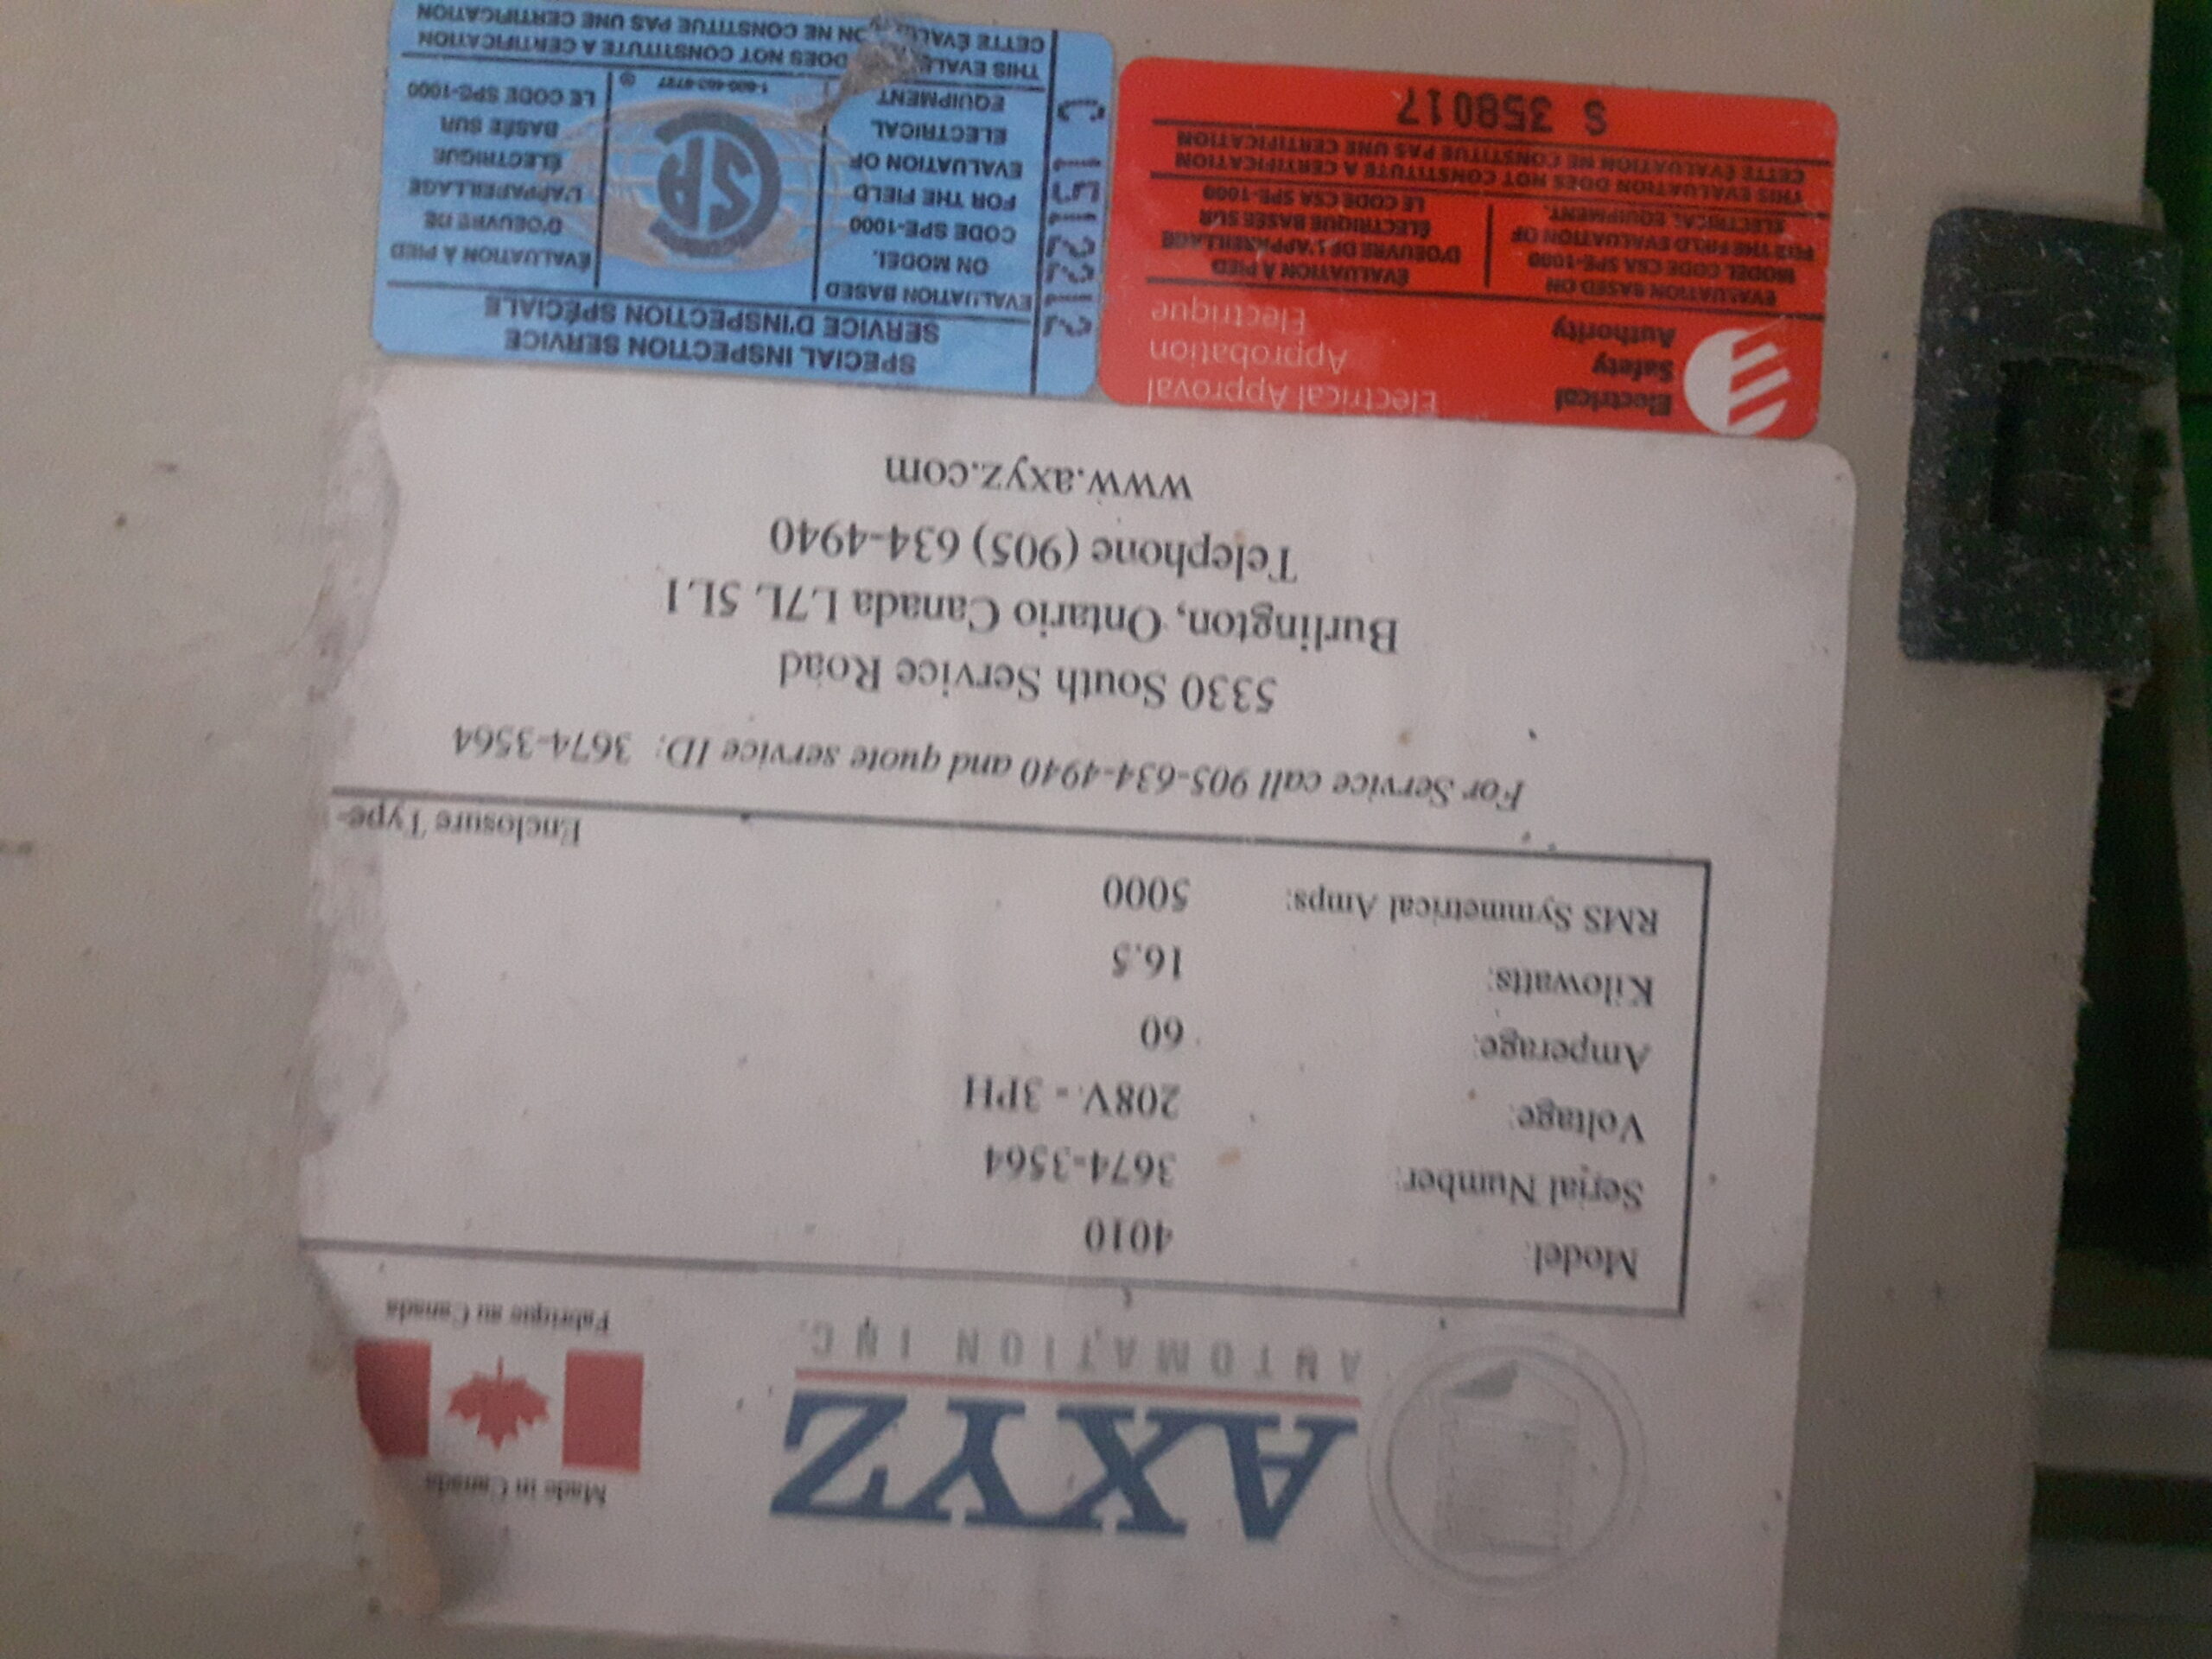 AXYZ
AUTOMATION INC.
Made in Canada
Fabrique au Canada
Model: 4010
Serial Number: 3674-3564
Voltage: 208V - 3PH
Amperage: 60
Kilowatts: 16.5
RMS Symmetrical Amps: 5000
Enclosure Type-
For Service call 905-634-4940 and quote service ID: 3674-3564
5330 South Service Road
Burlington, Ontario Canada L7L 5L1
Telephone (905) 634-4940
www.axyz.com
Electrical
Safety
Authority
Electrical Approval
Approbation
Electrique
EVALUATION BASED ON
MODEL CODE CSA SPE-1000
FOR THE FIELD EVALUATION OF
ELECTRICAL EQUIPMENT.
ÉVALUATION À PIED
D'OEUVRE DE L'APPAREILLAGE
ÉLECTRIQUE BASÉE SUR
LE CODE CSA SPE-1000
THIS EVALUATION DOES NOT CONSTITUTE A CERTIFICATION
CETTE ÉVALUATION NE CONSTITUE PAS UNE CERTIFICATION
S 358017
SPECIAL INSPECTION SERVICE
SERVICE D'INSPECTION SPÉCIALE
EVALUATION BASED
ON MODEL
CODE SPE-1000
FOR THE FIELD
EVALUATION OF
ELECTRICAL
EQUIPMENT
SA
ÉVALUATION À PIED
D'OEUVRE DE
L'APPAREILLAGE
ÉLECTRIQUE
BASÉE SUR
LE CODE SPE-1000
THIS DOES NOT CONSTITUTE A CERTIFICATION
CETTE NE CONSTITUE PAS UNE CERTIFICATION